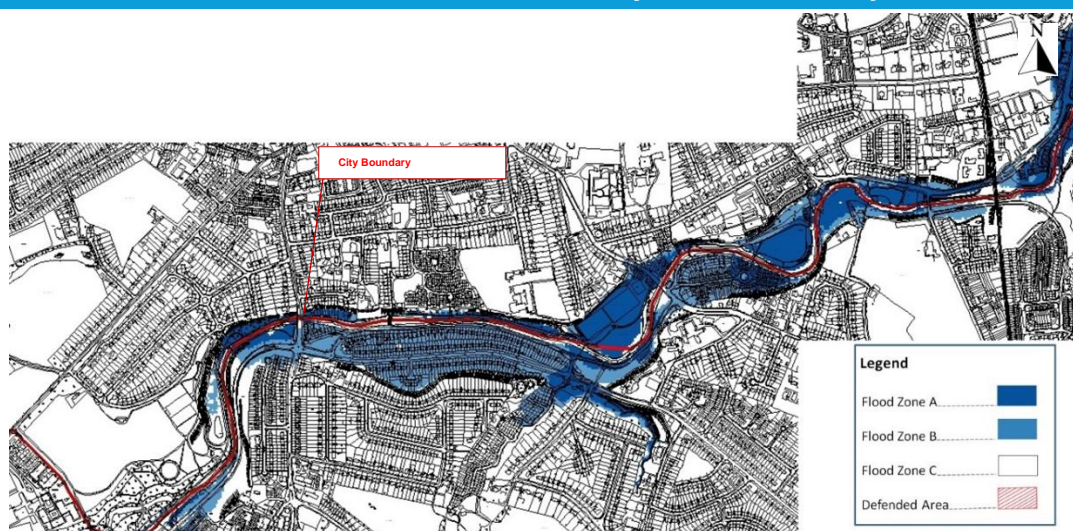 N
City Boundary
Legend
Flood Zone A
Flood Zone B
Flood Zone C
Defended Area